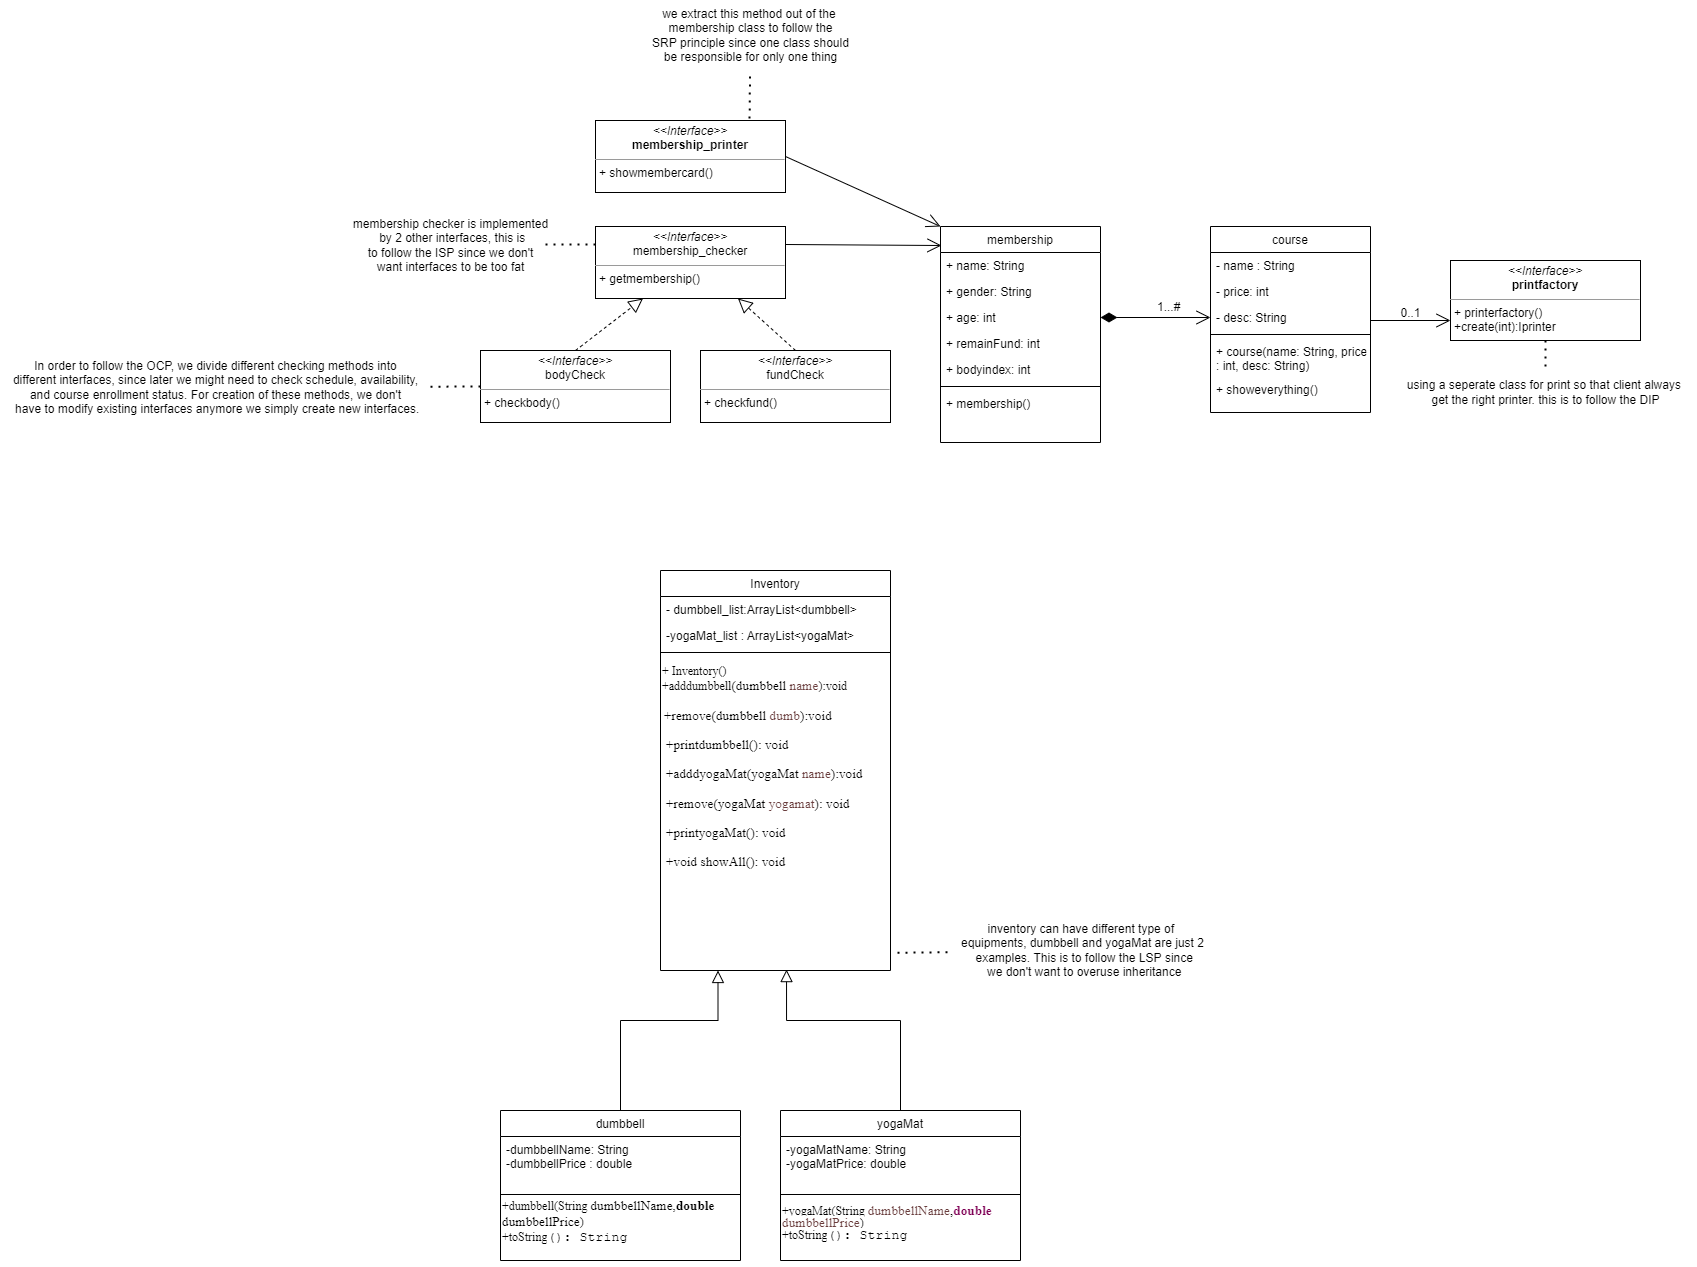 we extract this method out of the
membership class to follow the
SRP principle since one class should
be responsible for only one thing
<<Interface>>
membership_printer
+ showmembercard()
membership checker is implemented
by 2 other interfaces, this is
to follow the ISP since we don't
want interfaces to be too fat
<<Interface>>
membership_checker
+ getmembership()
In order to follow the OCP, we divide different checking methods into
different interfaces, since later we might need to check schedule, availability,
and course enrollment status. For creation of these methods, we don't
have to modify existing interfaces anymore we simply create new interfaces.
<<Interface>>
bodyCheck
+ checkbody()
<<Interface>>
fundCheck
+ checkfund()
membership
+ name: String
+ gender: String
+ age: int
+ remainFund: int
+ bodyindex: int
+ membership()
1...#
course
- name : String
- price: int
- desc: String
+ course(name: String, price
: int, desc: String)
+ showeverything()
0..1
<<Interface>>
printfactory
+ printerfactory()
+create(int):Iprinter
using a seperate class for print so that client always
get the right printer. this is to follow the DIP
Inventory
- dumbbell_list:ArrayList<dumbbell>
-yogaMat_list : ArrayList<yogaMat>
+ Inventory()
+adddumbbell(dumbbell name):void
+remove(dumbbell dumb):void
+printdumbbell(): void
+adddyogaMat(yogaMat name):void
+remove(yogaMat yogamat): void
+printyogaMat(): void
+void showAll(): void
inventory can have different type of
equipments, dumbbell and yogaMat are just 2
examples. This is to follow the LSP since
we don't want to overuse inheritance
dumbbell
-dumbbellName: String
-dumbbellPrice : double
+dumbbell(String dumbbellName,double
dumbbellPrice)
+toString(): String
yogaMat
-yogaMatName: String
-yogaMatPrice: double
+yogaMat(String dumbbellName,double
dumbbellPrice)
+toString(): String